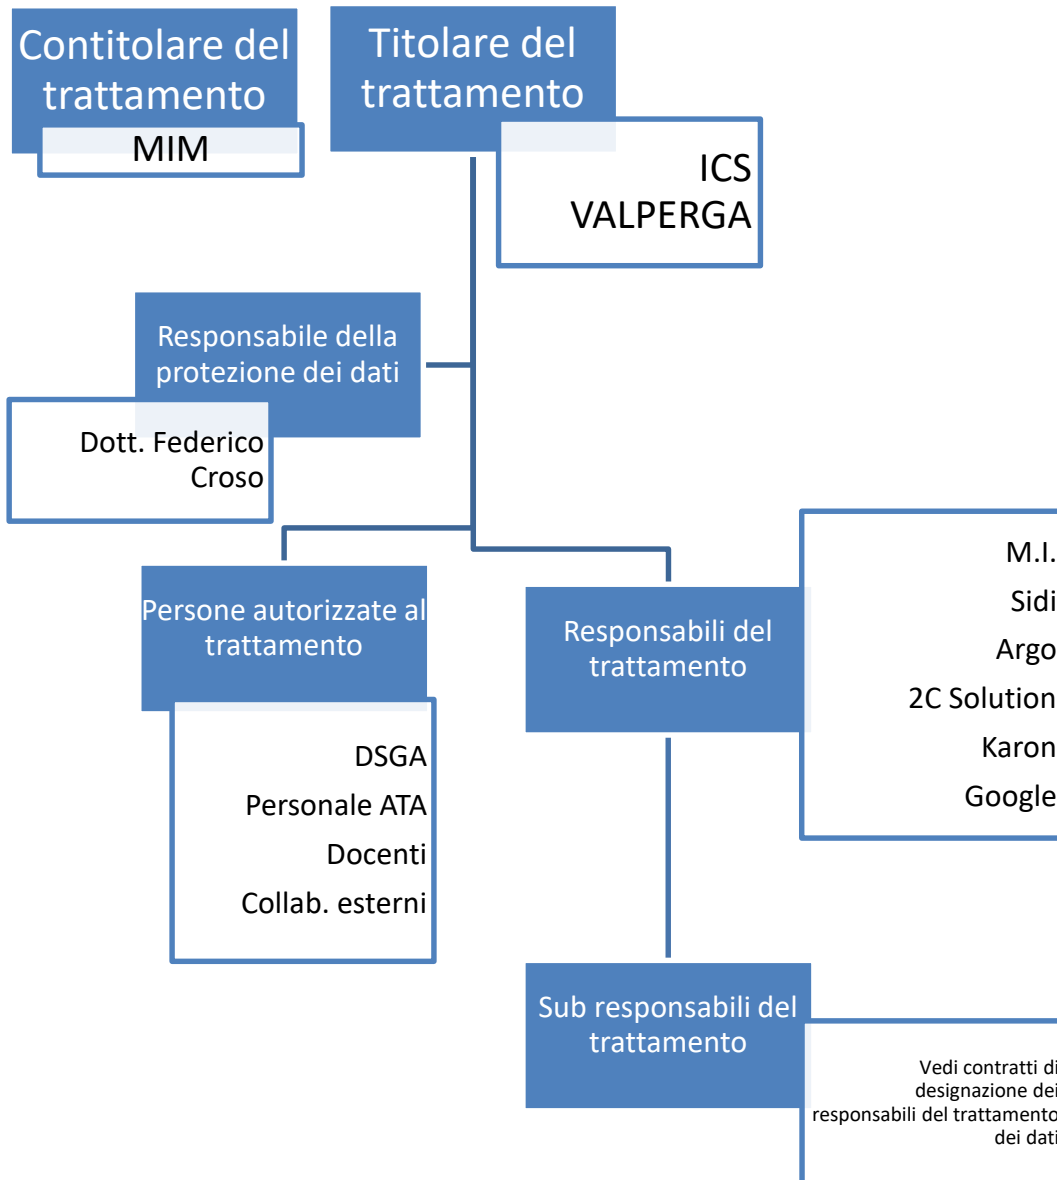 Contitolare del
trattamento
MIM
Titolare del
trattamento
ICS
VALPERGA
Responsabile della
protezione dei dati
Dott. Federico
Croso
Persone autorizzate al
trattamento
DSGA
Personale ATA
Docenti
Collab. esterni
Responsabili del
trattamento
M.I.
Sidi
Argo
2C Solution
Karon
Google
Sub responsabili del
trattamento
Vedi contratti di
designazione dei
responsabili del trattamento
dei dati